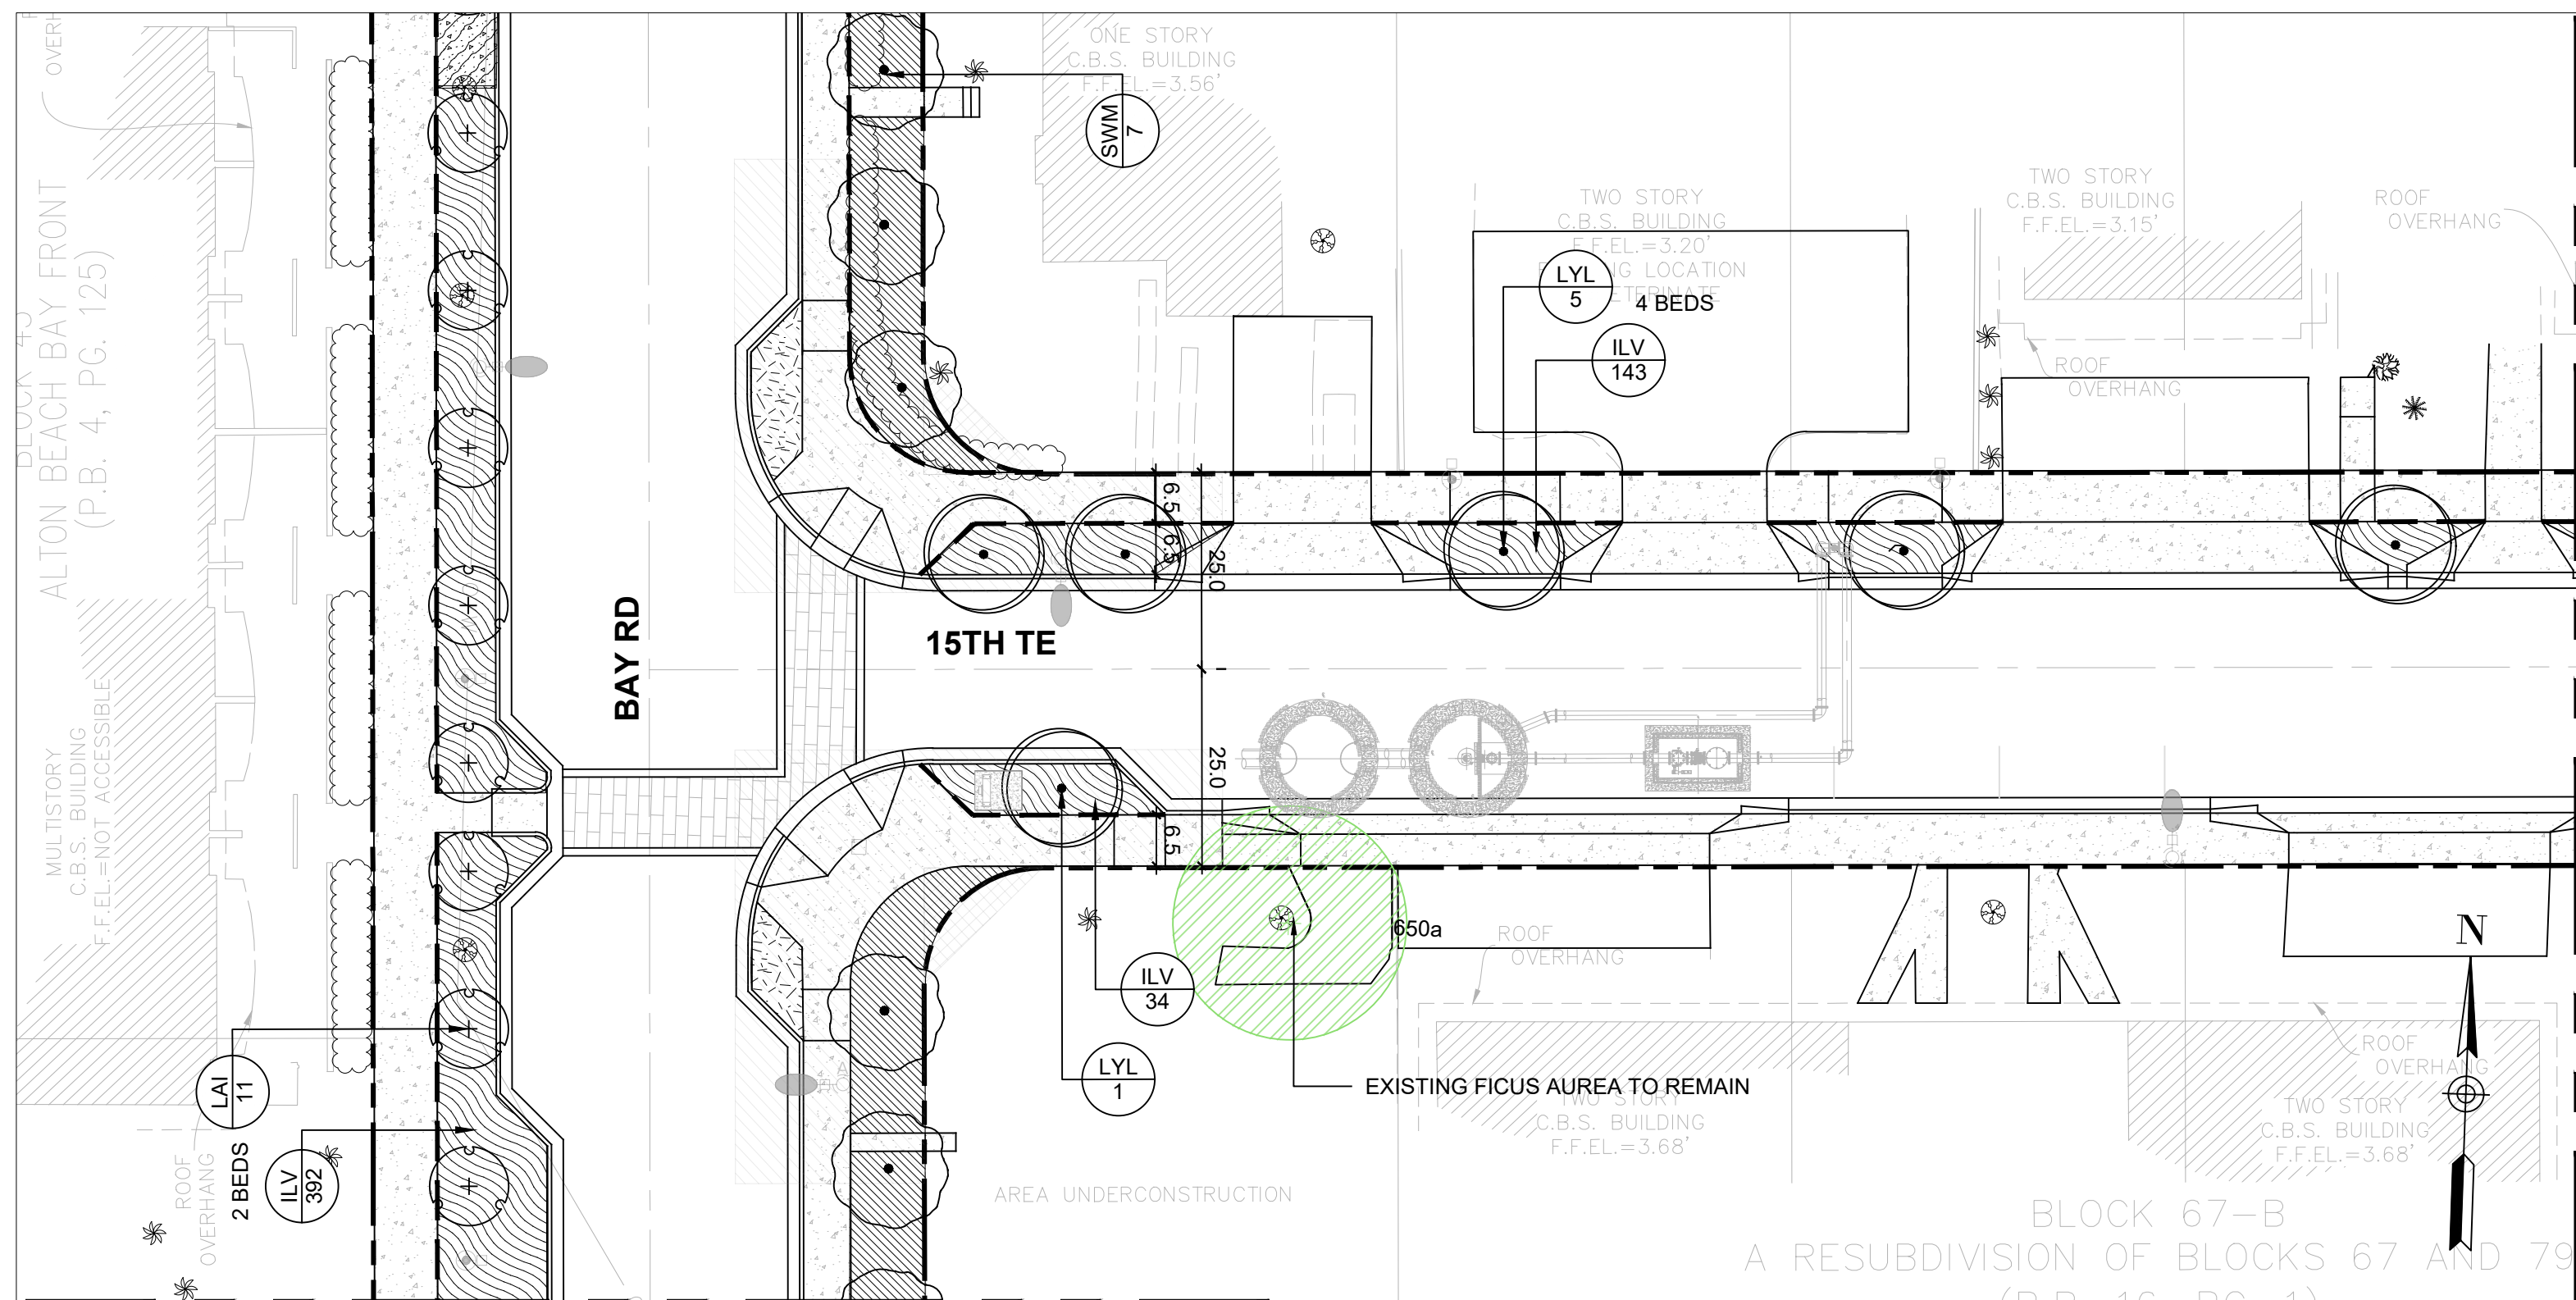 OVERH
ONE STORY
C.B.S. BUILDING
F.F.EL.=3.56'
SWM
7
TWO STORY
C.B.S. BUILDING
F.F.EL.=3.20'
LOCATION
LYL
5
4 BEDS
ILV
143
TWO STORY
C.B.S. BUILDING
F.F.EL.=3.15'
ROOF
OVERHANG
ROOF
OVERHANG
ALTON BEACH BAY FRONT
(P.B. 4, PG. 125)
6.5
6.5
25.0
15TH TE
BAY RD
25.0
6.5
MULTISTORY
C.B.S. BUILDING
F.F.EL.=NOT ACCESSIBLE
650a
ROOF
OVERHANG
N
ILV
34
LYL
1
EXISTING FICUS AUREA TO REMAIN
TWO STORY
C.B.S. BUILDING
F.F.EL.=3.68'
ROOF
OVERHANG
TWO STORY
C.B.S. BUILDING
F.F.EL.=3.68'
LAI
11
2 BEDS
ILV
392
ROOF
OVERHANG
AREA UNDERCONSTRUCTION
BLOCK 67-B
A RESUBDIVISION OF BLOCKS 67 AND 79